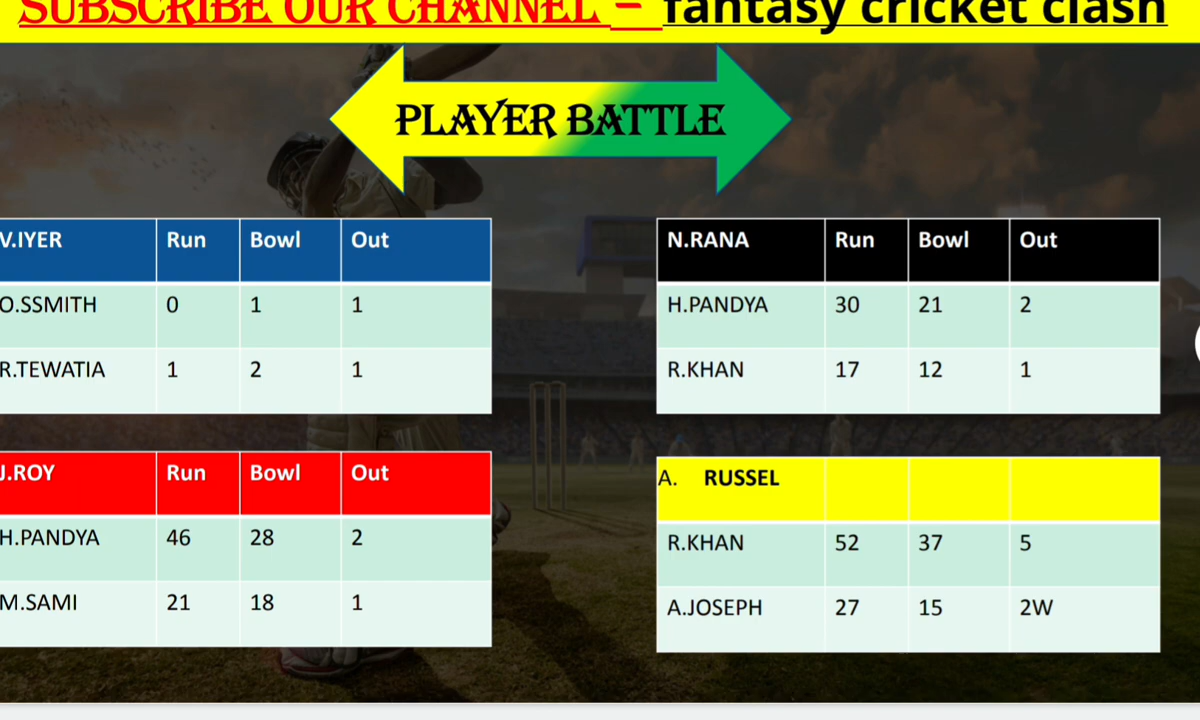 SUBSCRIBE OUR CHANNEL – fantasy cricket clash
PLAYER BATTLE
V.IYER Run Bowl Out
O.SSMITH 0 1 1
R.TEWATIA 1 2 1
N.RANA Run Bowl Out
H.PANDYA 30 21 2
R.KHAN 17 12 1
J.ROY Run Bowl Out
H.PANDYA 46 28 2
M.SAMI 21 18 1
A. RUSSEL
R.KHAN 52 37 5
A.JOSEPH 27 15 2W